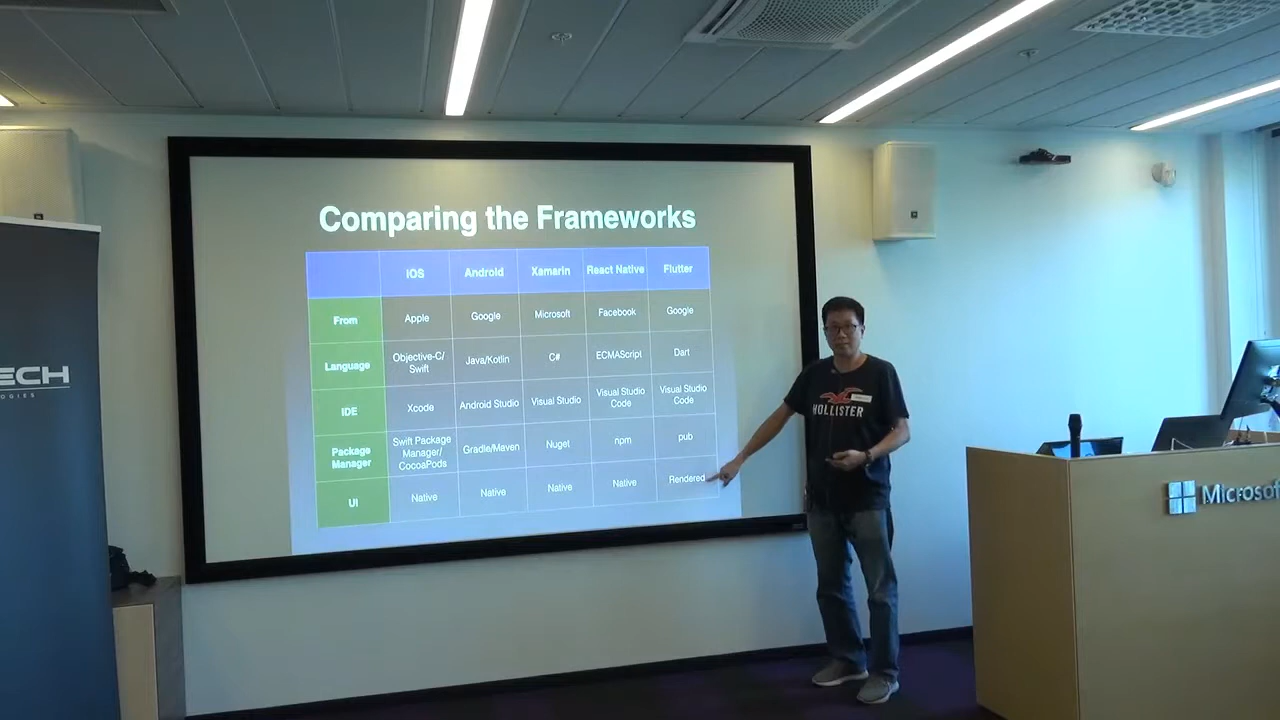 Comparing the Frameworks
iOS Android Xamarin React Native Flutter
From Apple Google Microsoft Facebook Google
Language Objective-C/ Swift Java/Kotlin C# ECMAScript Dart
IDE Xcode Android Studio Visual Studio Visual Studio Code Visual Studio Code
Package Manager Swift Package Manager/ CocoaPods Gradle/Maven Nuget npm pub
UI Native Native Native Native Rendered
ECH
OGIES
HOLLISTER
Microsof